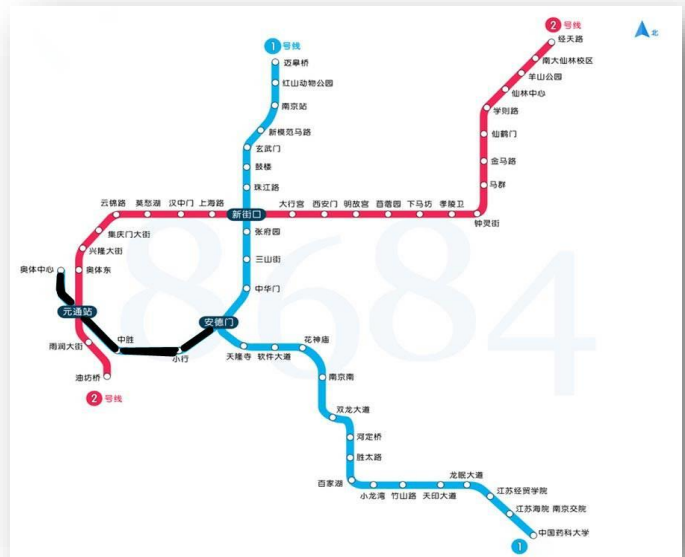 2号线
经天路
北
南大仙林校区
1号线
迈皋桥
羊山公园
红山动物公园
仙林中心
南京站
学则路
新模范马路
仙鹤门
玄武门
鼓楼
金马路
珠江路
马群
云锦路
莫愁湖
汉中门
上海路
新街口
大行宫
西安门
明故宫
苜蓿园
下马坊
孝陵卫
钟灵街
集庆门大街
张府园
兴隆大街
三山街
奥体中心
奥体东
中华门
元通站
安德门
中胜
雨润大街
小行
天隆寺
软件大道
花神庙
油坊桥
南京南
2号线
双龙大道
河定桥
胜太路
百家湖
小龙湾
竹山路
天印大道
龙眠大道
江苏经贸学院
江苏海院 南京交院
中国药科大学
1
8684